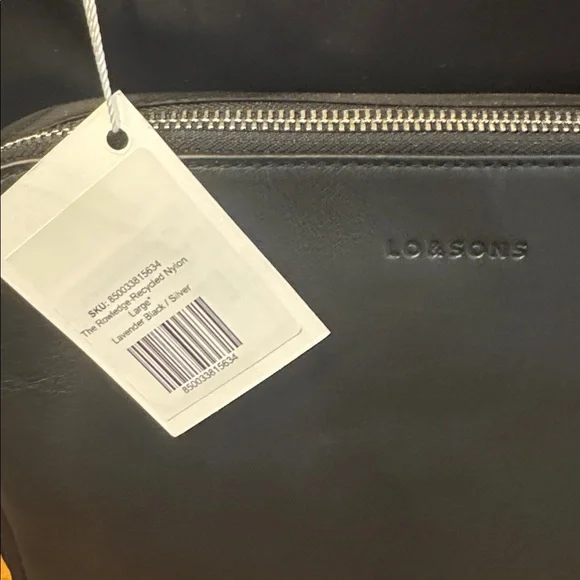 LO&SONS
SKU: 850033815634
The Rowledge-Recycled Nylon
Large*
Lavender Black / Silver
850033815634